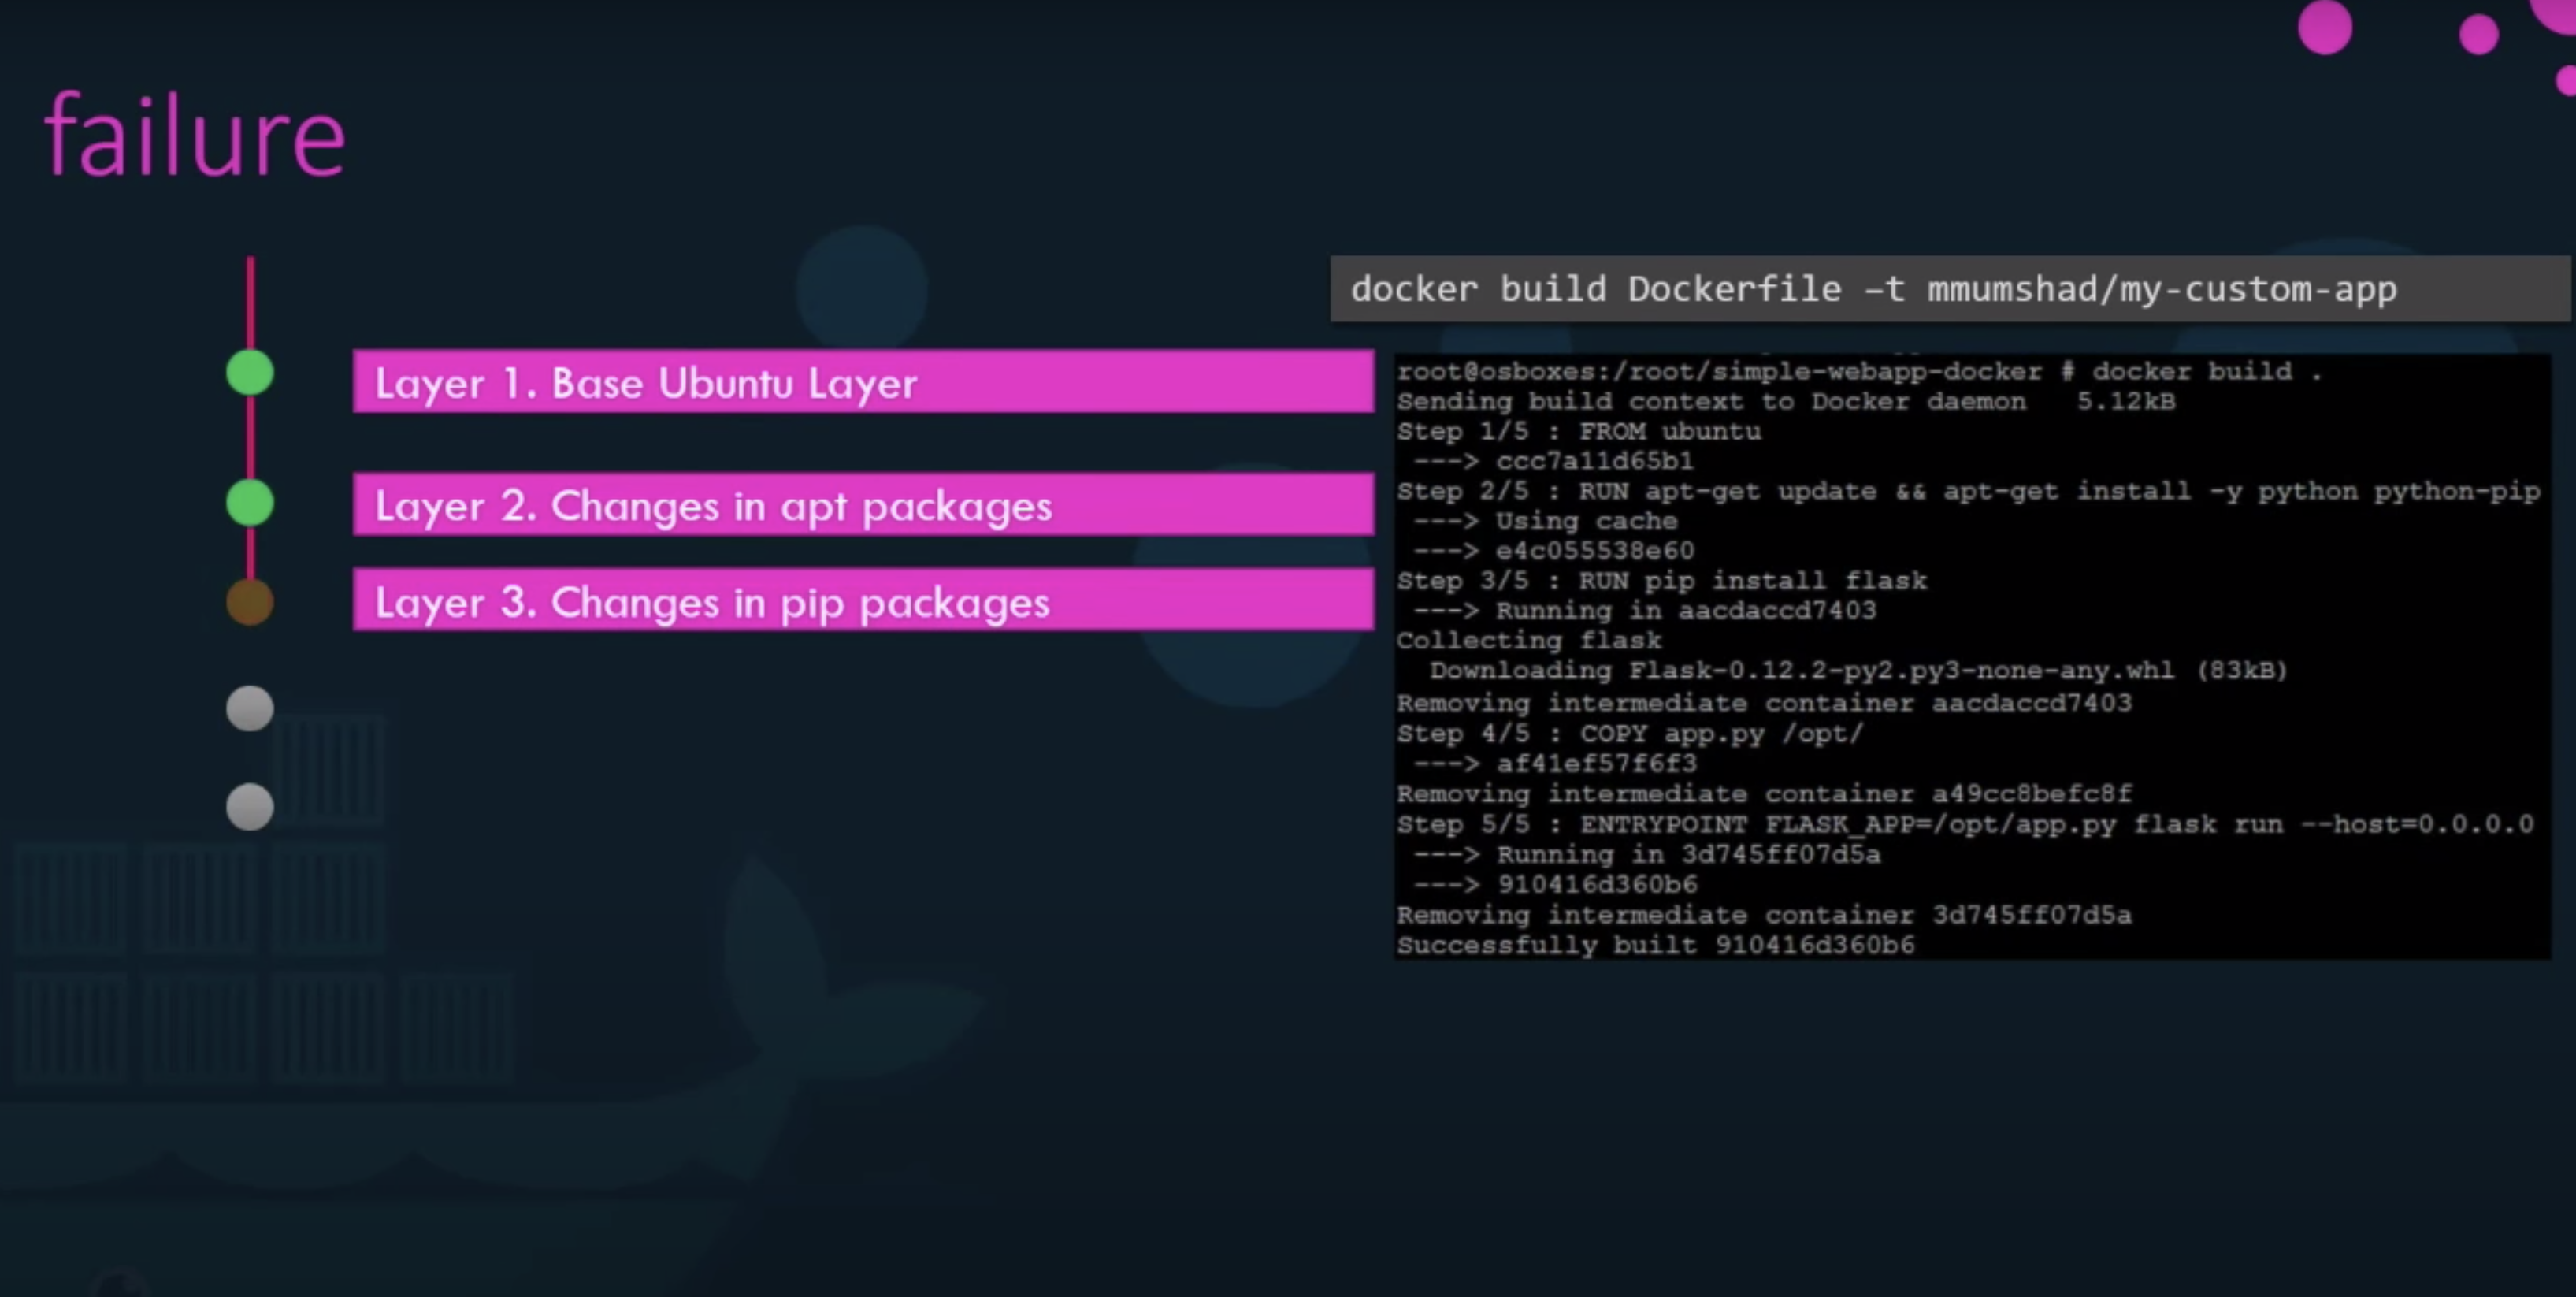 failure
Layer 1. Base Ubuntu Layer
Layer 2. Changes in apt packages
Layer 3. Changes in pip packages
docker build Dockerfile –t mmumshad/my-custom-app
root@osboxes:/root/simple-webapp-docker # docker build .
Sending build context to Docker daemon   5.12kB
Step 1/5 : FROM ubuntu
 ---> ccc7a11d65b1
Step 2/5 : RUN apt-get update && apt-get install -y python python-pip
 ---> Using cache
 ---> e4c055538e60
Step 3/5 : RUN pip install flask
 ---> Running in aacdaccd7403
Collecting flask
  Downloading Flask-0.12.2-py2.py3-none-any.whl (83kB)
Removing intermediate container aacdaccd7403
Step 4/5 : COPY app.py /opt/
 ---> af41ef57f6f3
Removing intermediate container a49cc8befc8f
Step 5/5 : ENTRYPOINT FLASK_APP=/opt/app.py flask run --host=0.0.0.0
 ---> Running in 3d745ff07d5a
 ---> 910416d360b6
Removing intermediate container 3d745ff07d5a
Successfully built 910416d360b6